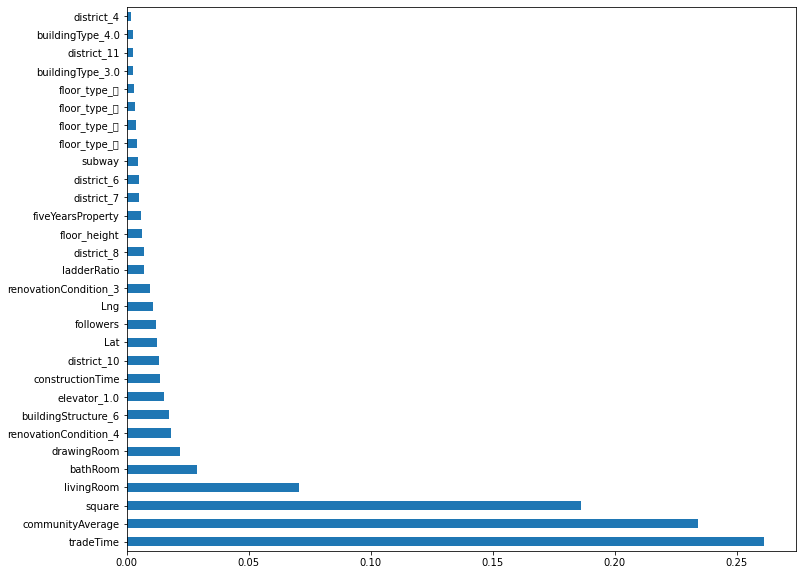 district_4
buildingType_4.0
district_11
buildingType_3.0
floor_type_
floor_type_
floor_type_
floor_type_
subway
district_6
district_7
fiveYearsProperty
floor_height
district_8
ladderRatio
renovationCondition_3
Lng
followers
Lat
district_10
constructionTime
elevator_1.0
buildingStructure_6
renovationCondition_4
drawingRoom
bathRoom
livingRoom
square
communityAverage
tradeTime
0.00 0.05 0.10 0.15 0.20 0.25